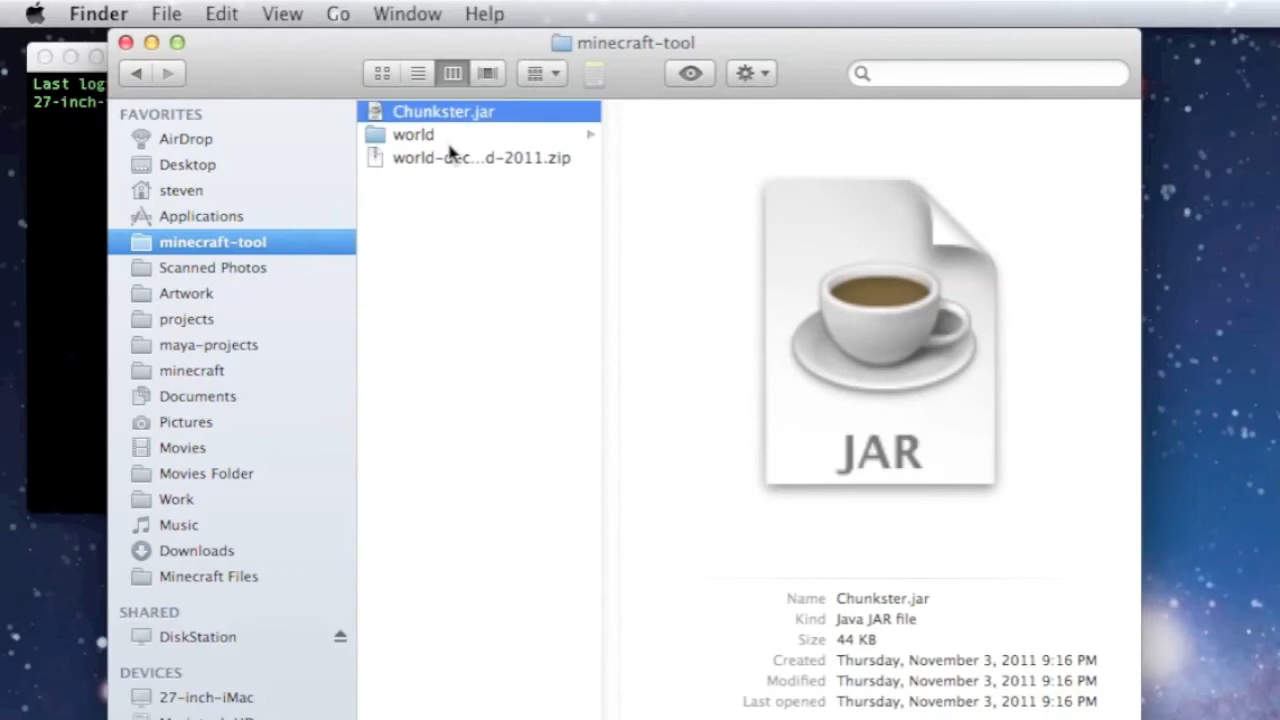 Finder File Edit View Go Window Help
minecraft-tool
Last log
27-inch-
FAVORITES
AirDrop
Desktop
steven
Applications
minecraft-tool
Scanned Photos
Artwork
projects
maya-projects
minecraft
Documents
Pictures
Movies
Movies Folder
Work
Music
Downloads
Minecraft Files
SHARED
DiskStation
DEVICES
27-inch-iMac
Chunkster.jar
world
world-dec...d-2011.zip
JAR
Name Chunkster.jar
Kind Java JAR file
Size 44 KB
Created Thursday, November 3, 2011 9:16 PM
Modified Thursday, November 3, 2011 9:16 PM
Last opened Thursday, November 3, 2011 9:16 PM